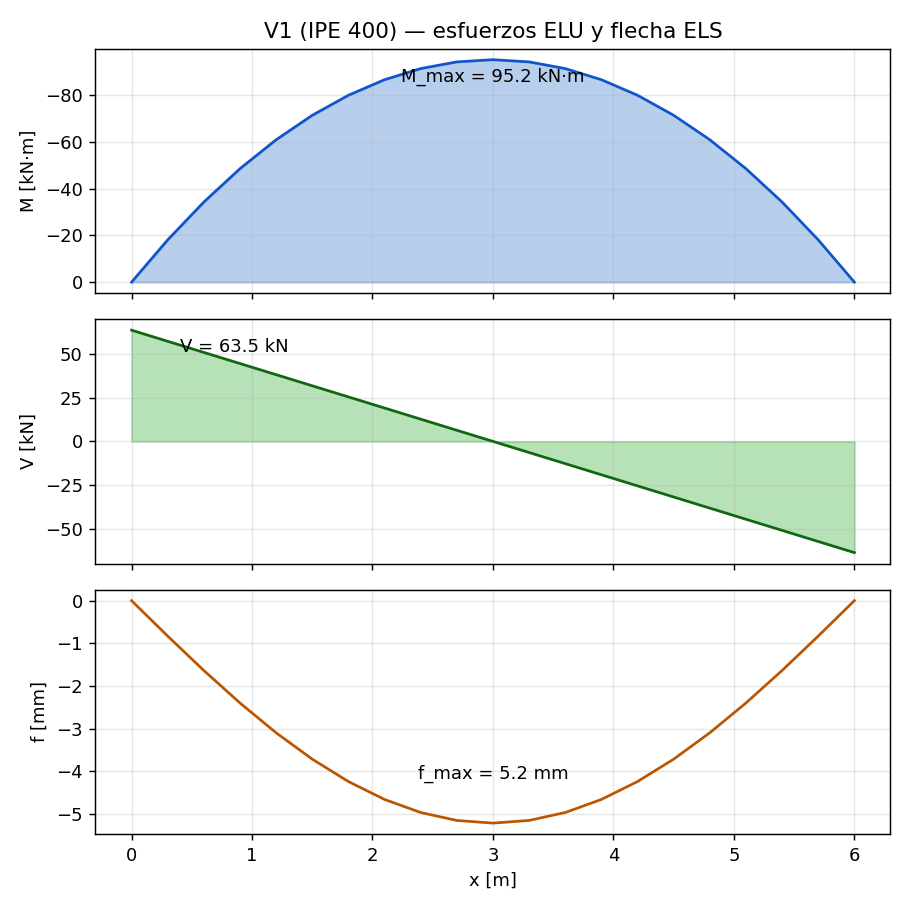 V1 (IPE 400) — esfuerzos ELU y flecha ELS
M_max = 95.2 kN·m
M [kN·m]
−80
−60
−40
−20
0
V = 63.5 kN
V [kN]
50
25
0
−25
−50
f_max = 5.2 mm
f [mm]
0
−1
−2
−3
−4
−5
0 1 2 3 4 5 6
x [m]